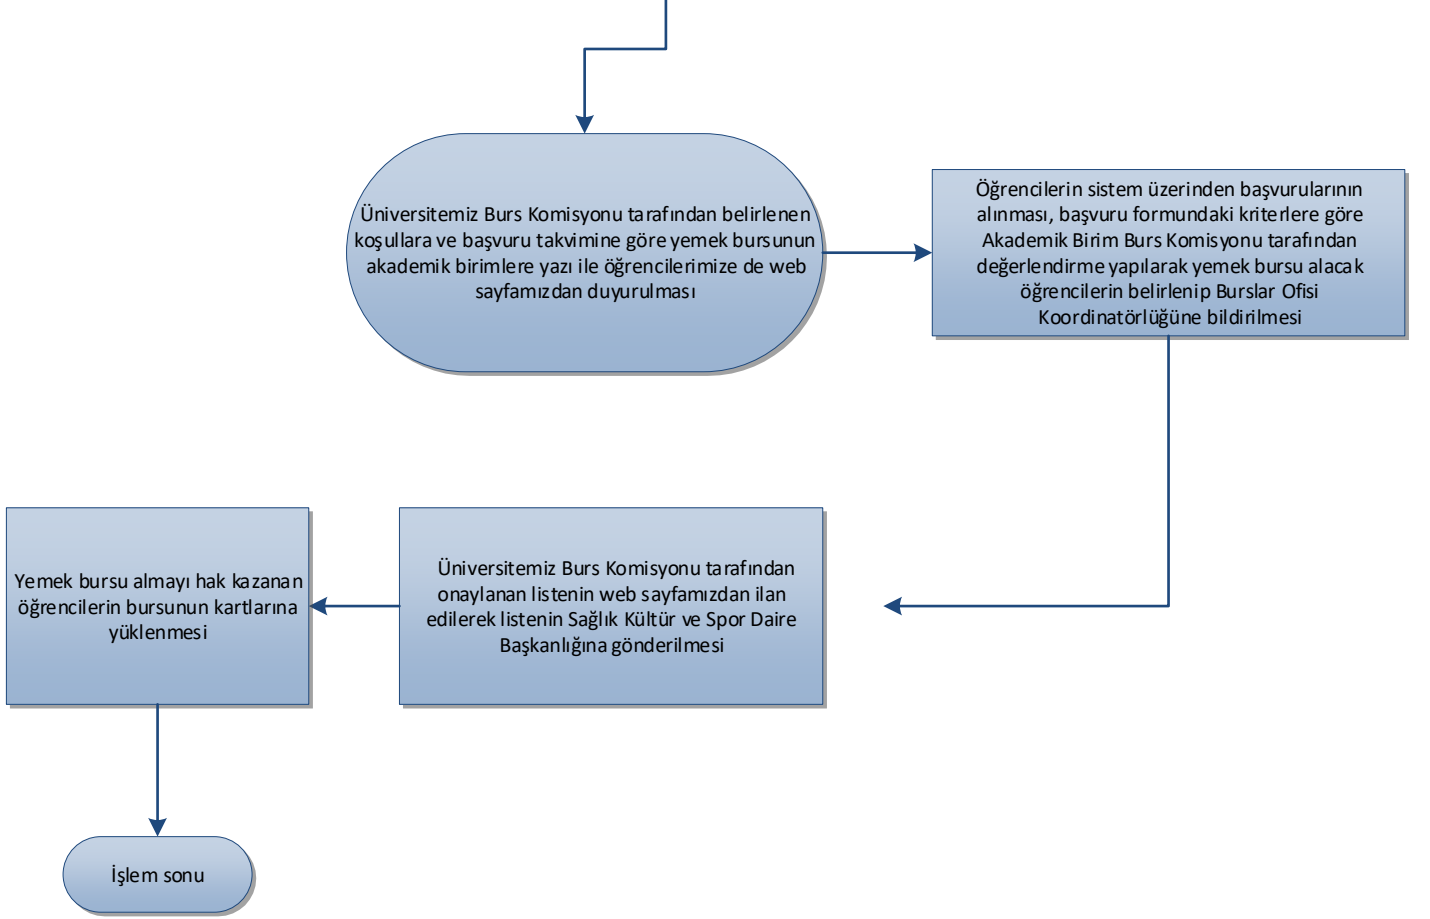 Üniversitemiz Burs Komisyonu tarafından belirlenen
koşullara ve başvuru takvimine göre yemek bursunun
akademik birimlere yazı ile öğrencilerimize de web
sayfamızdan duyurulması
Öğrencilerin sistem üzerinden başvurularının
alınması, başvuru formundaki kriterlere göre
Akademik Birim Burs Komisyonu tarafından
değerlendirme yapılarak yemek bursu alacak
öğrencilerin belirlenip Burslar Ofisi
Koordinatörlüğüne bildirilmesi
Üniversitemiz Burs Komisyonu tarafından
onaylanan listenin web sayfamızdan ilan
edilerek listenin Sağlık Kültür ve Spor Daire
Başkanlığına gönderilmesi
Yemek bursu almayı hak kazanan
öğrencilerin bursunun kartlarına
yüklenmesi
İşlem sonu